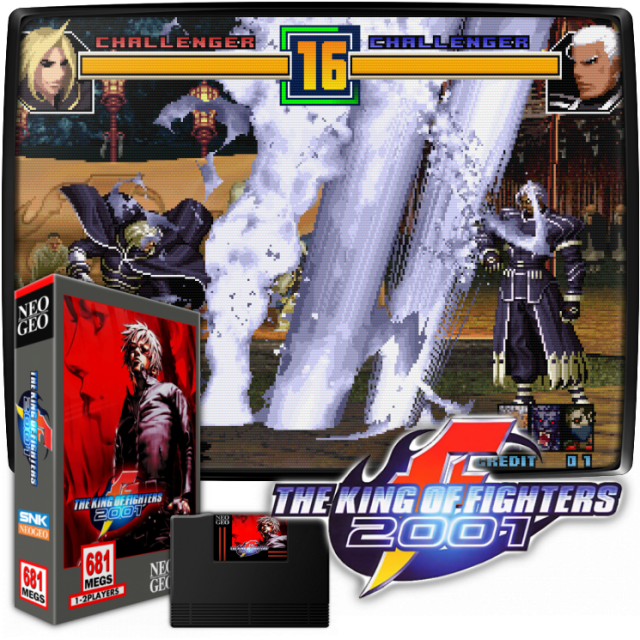 CHALLENGER
16
CHALLENGER
CREDIT 01
NEO
GEO
THE KING OF FIGHTERS
2001
SNK
NEOGEO
681
MEGS
THE KING OF FIGHTERS
2001
681
MEGS
1-2PLAYERS
NEO
GEO
NEO
GEO
THE KING OF FIGHTERS
2001